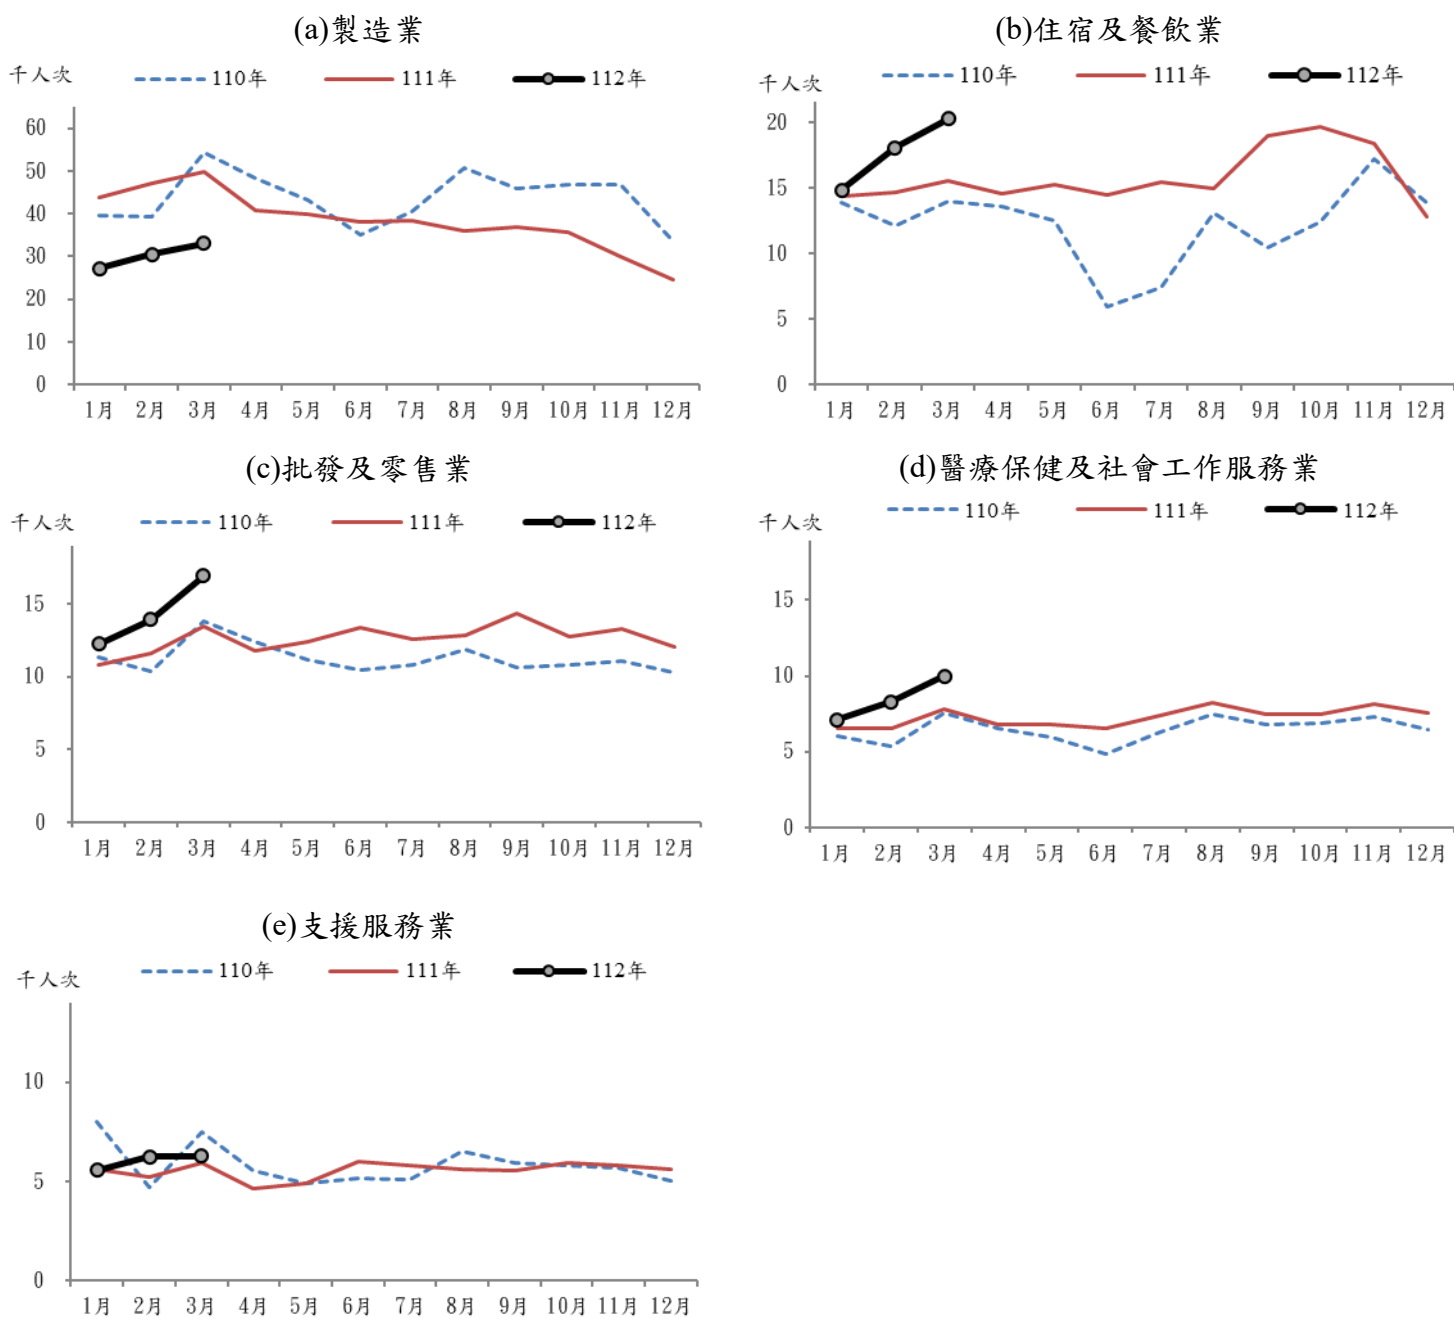 (a)製造業
千人次
110年 111年 112年
60
50
40
30
20
10
0
1月 2月 3月 4月 5月 6月 7月 8月 9月 10月 11月 12月
(b)住宿及餐飲業
千人次
110年 111年 112年
20
15
10
5
0
1月 2月 3月 4月 5月 6月 7月 8月 9月 10月 11月 12月
(c)批發及零售業
千人次
110年 111年 112年
15
10
5
0
1月 2月 3月 4月 5月 6月 7月 8月 9月 10月 11月 12月
(d)醫療保健及社會工作服務業
千人次
110年 111年 112年
15
10
5
0
1月 2月 3月 4月 5月 6月 7月 8月 9月 10月 11月 12月
(e)支援服務業
千人次
110年 111年 112年
10
5
0
1月 2月 3月 4月 5月 6月 7月 8月 9月 10月 11月 12月